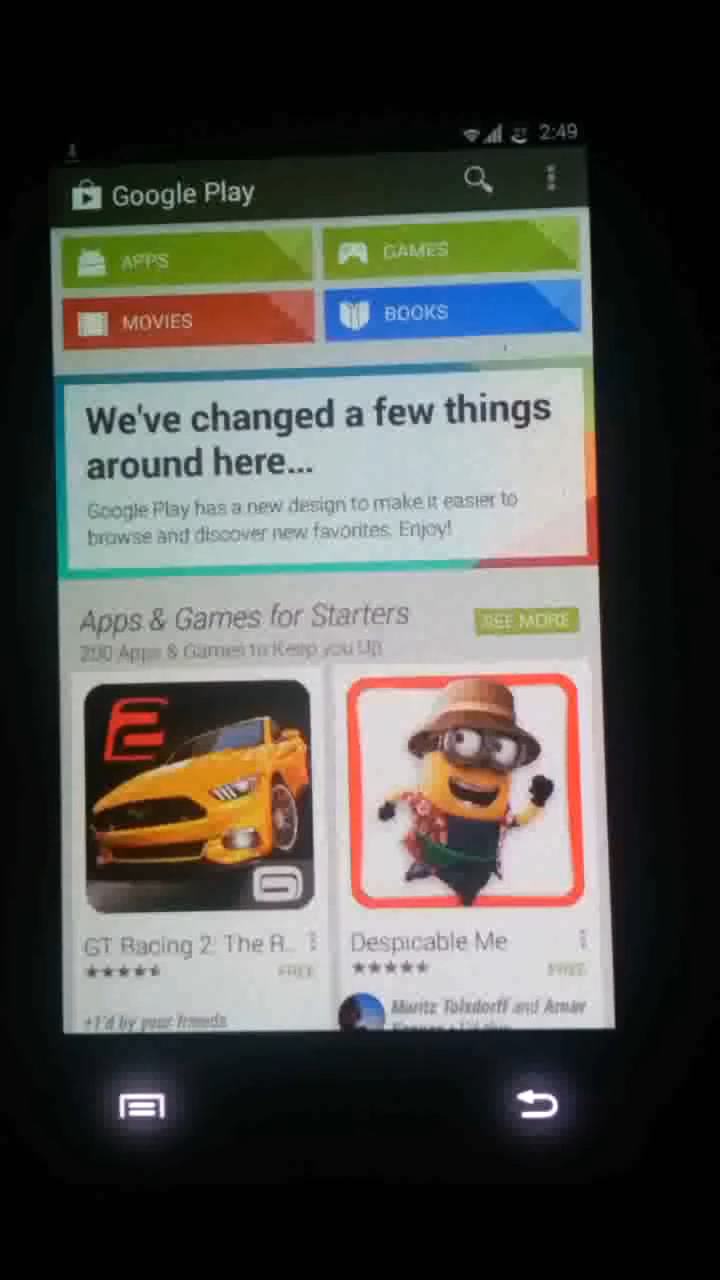 2:49
Google Play
APPS
GAMES
MOVIES
BOOKS
We've changed a few things
around here...
Google Play has a new design to make it easier to
browse and discover new favorites. Enjoy!
Apps & Games for Starters
SEE MORE
200 Apps & Games to Keep you Up
2
GT Racing 2: The R...
FREE
Despicable Me
FREE
+1'd by your friends
Moritz Tolxdorff and Amar